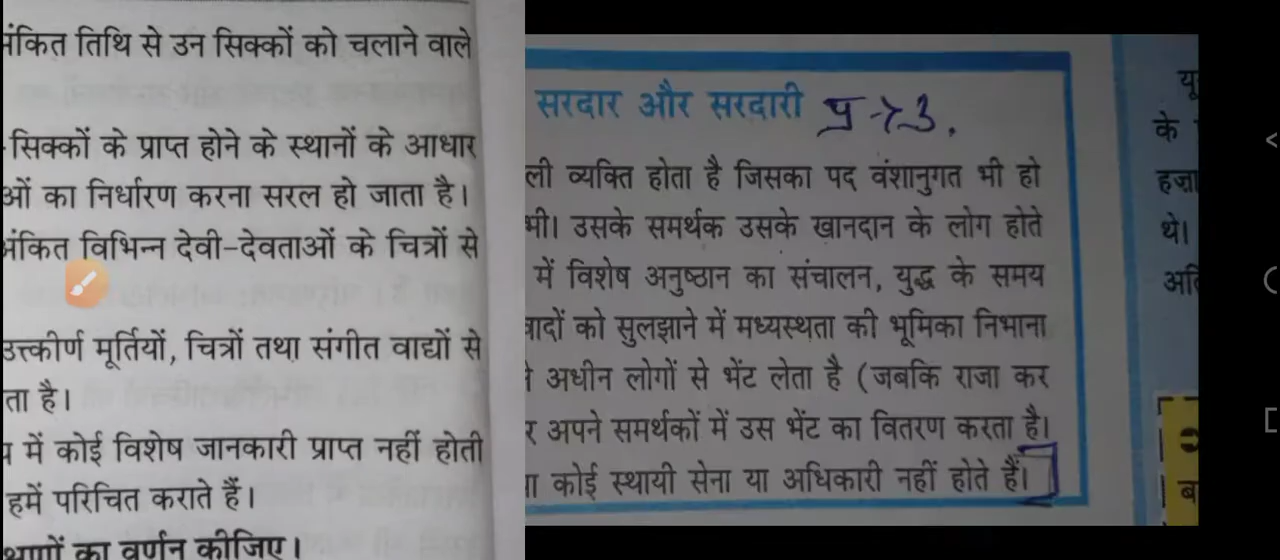 अंकित तिथि से उन सिक्कों को चलाने वाले
सिक्कों के प्राप्त होने के स्थानों के आधार
ओं का निर्धारण करना सरल हो जाता है।
अंकित विभिन्न देवी-देवताओं के चित्रों से
उत्कीर्ण मूर्तियों, चित्रों तथा संगीत वाद्यों से
ता है।
में कोई विशेष जानकारी प्राप्त नहीं होती
हमें परिचित कराते हैं।
का वर्णन कीजिए।
सरदार और सरदारी प्र →3.
ली व्यक्ति होता है जिसका पद वंशानुगत भी हो
भी। उसके समर्थक उसके खानदान के लोग होते
में विशेष अनुष्ठान का संचालन, युद्ध के समय
वादों को सुलझाने में मध्यस्थता की भूमिका निभाना
अधीन लोगों से भेंट लेता है (जबकि राजा कर
र अपने समर्थकों में उस भेंट का वितरण करता है।
कोई स्थायी सेना या अधिकारी नहीं होते हैं।
यू
के
हजा
थे।
अति
ब